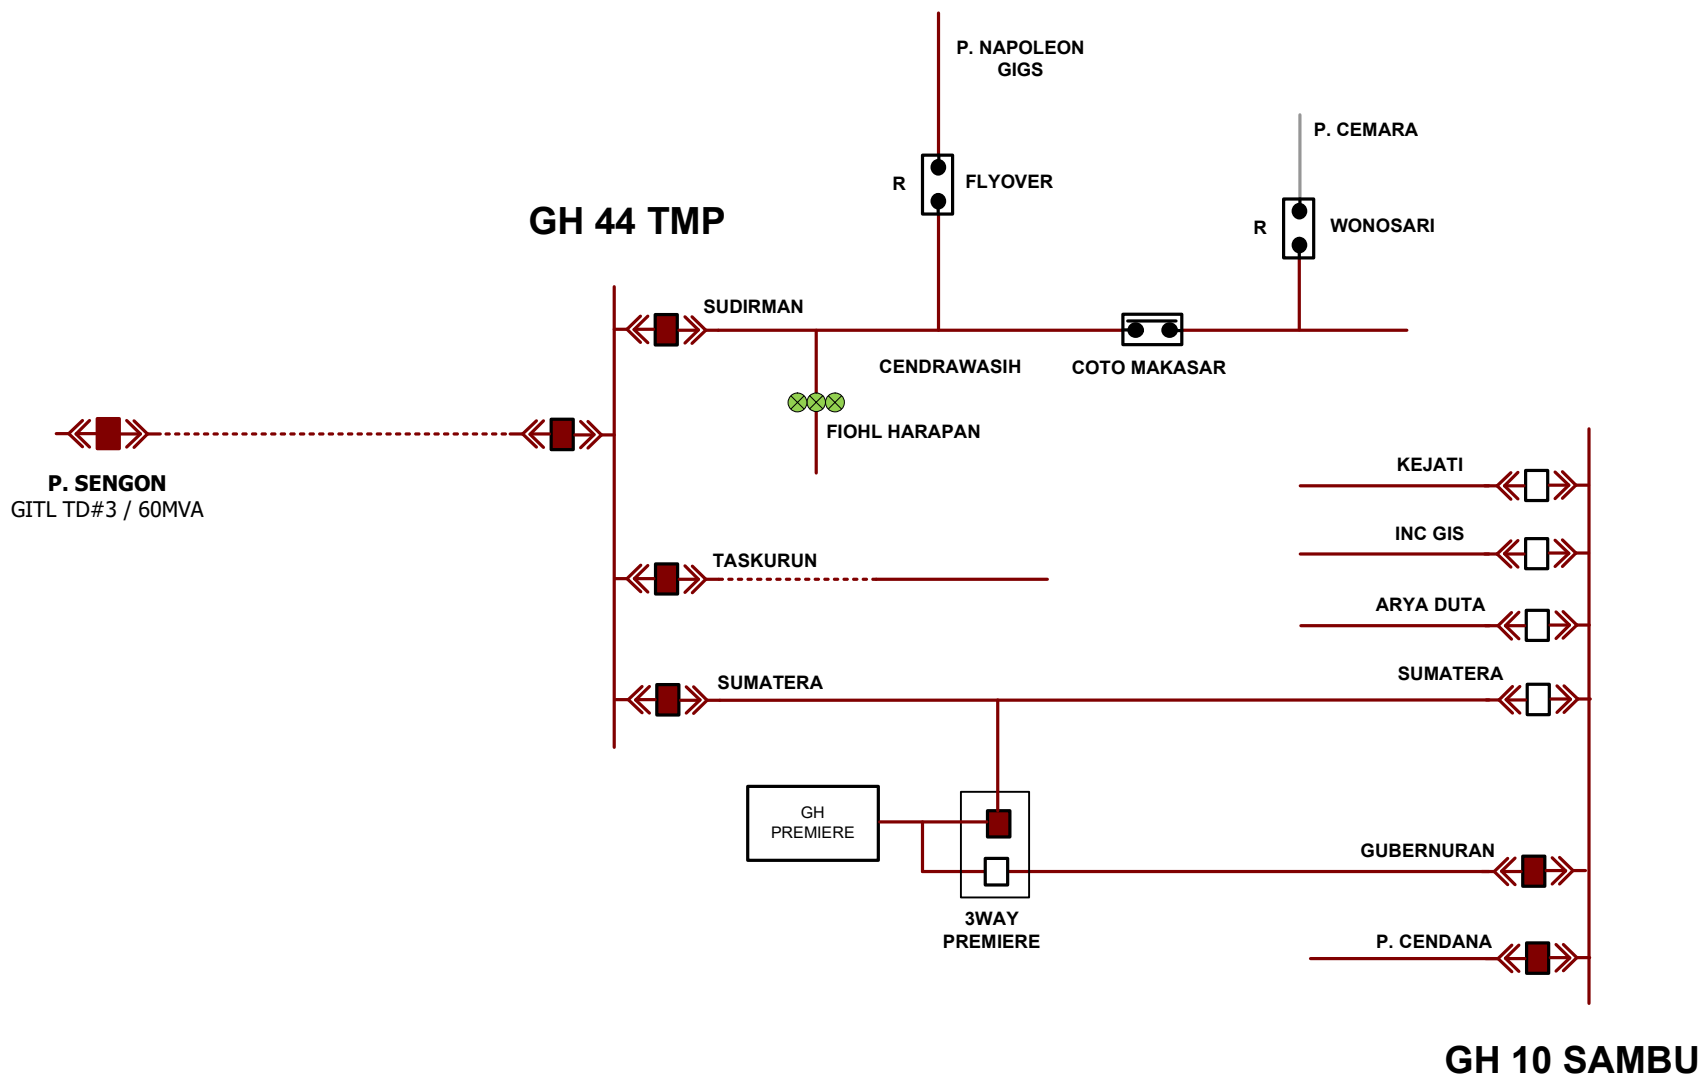 P. NAPOLEON
GIGS
P. CEMARA
R
FLYOVER
GH 44 TMP
R
WONOSARI
SUDIRMAN
CENDRAWASIH
COTO MAKASAR
FIOHL HARAPAN
P. SENGON
GITL TD#3 / 60MVA
KEJATI
INC GIS
TASKURUN
ARYA DUTA
SUMATERA
SUMATERA
GH
PREMIERE
GUBERNURAN
3WAY
PREMIERE
P. CENDANA
GH 10 SAMBU